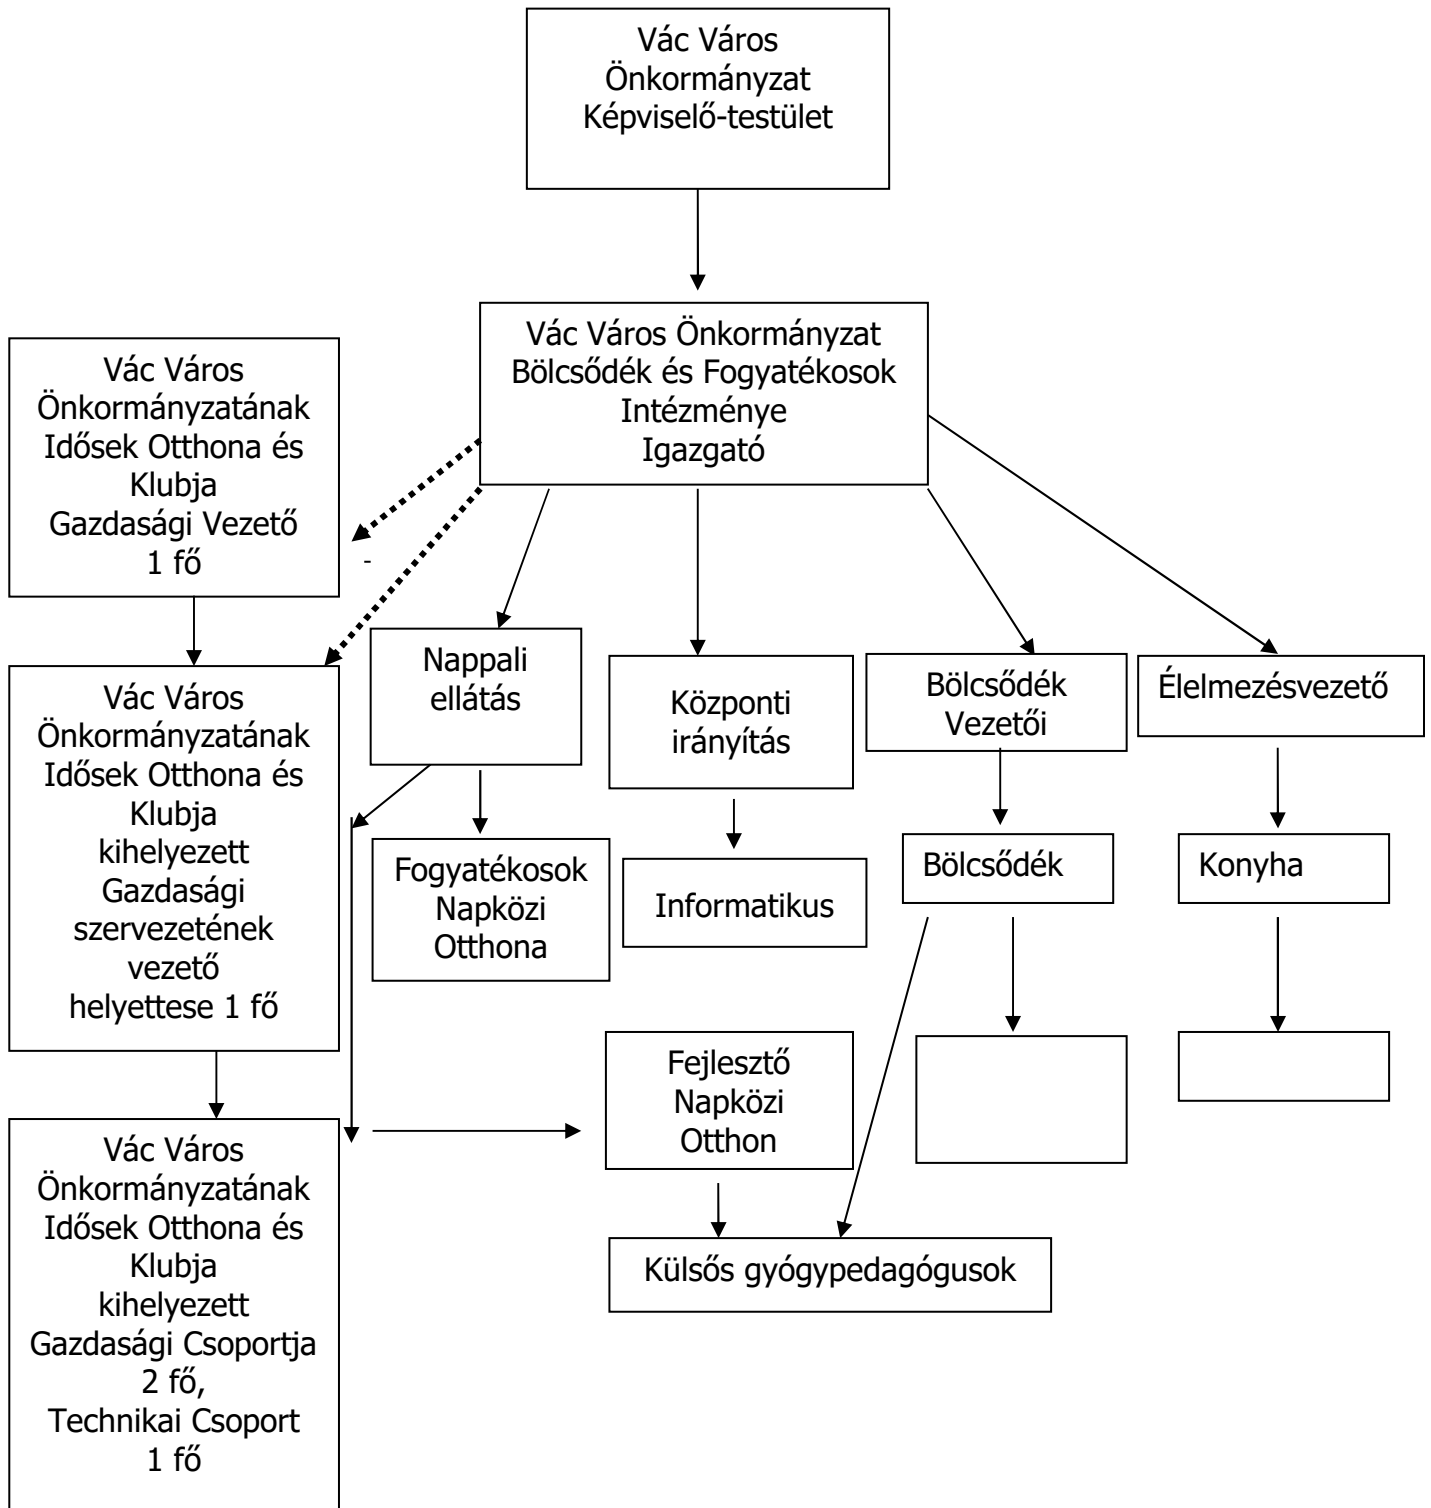 Vác Város
Önkormányzat
Képviselő-testület
Vác Város Önkormányzat
Bölcsődék és Fogyatékosok
Intézménye
Igazgató
Vác Város
Önkormányzatának
Idősek Otthona és
Klubja
Gazdasági Vezető
1 fő
-
Vác Város
Önkormányzatának
Idősek Otthona és
Klubja
kihelyezett
Gazdasági
szervezetének
vezető
helyettese 1 fő
Nappali
ellátás
Központi
irányítás
Bölcsődék
Vezetői
Élelmezésvezető
Fogyatékosok
Napközi
Otthona
Informatikus
Bölcsődék
Konyha
Fejlesztő
Napközi
Otthon
Külsős gyógypedagógusok
Vác Város
Önkormányzatának
Idősek Otthona és
Klubja
kihelyezett
Gazdasági Csoportja
2 fő,
Technikai Csoport
1 fő